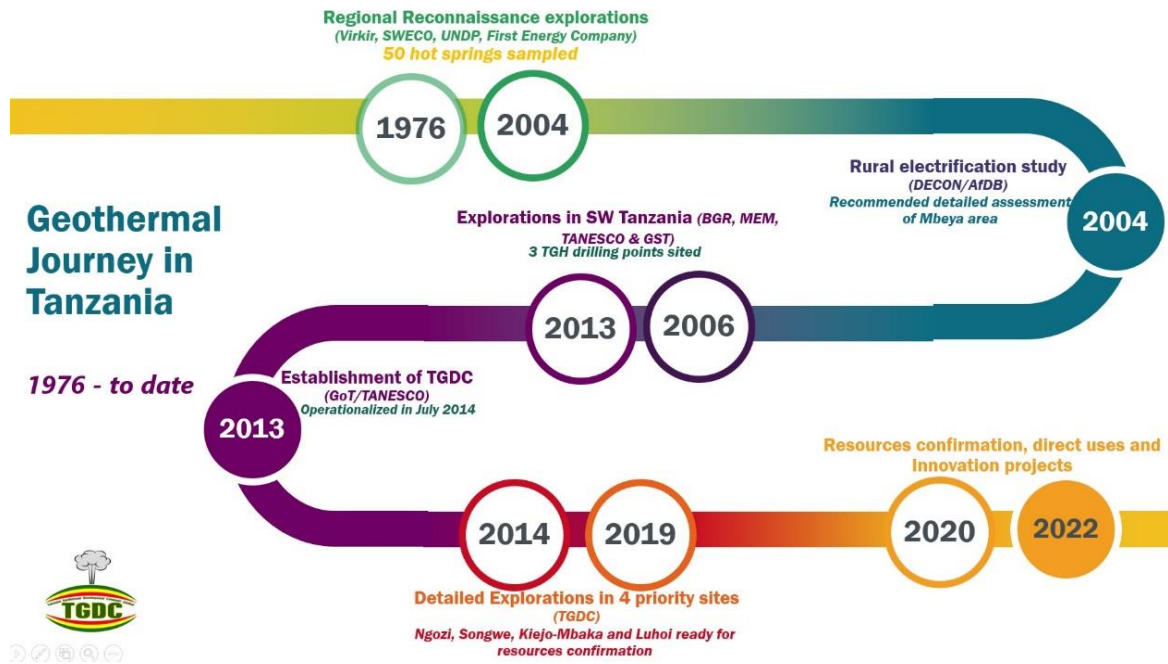 Regional Reconnaissance explorations
(Virkir, SWECO, UNDP, First Energy Company)
50 hot springs sampled
1976
2004
Rural electrification study
(DECON/AfDB)
Recommended detailed assessment
of Mbeya area
2004
Geothermal
Journey in
Tanzania
1976 - to date
Explorations in SW Tanzania (BGR, MEM,
TANESCO & GST)
3 TGH drilling points sited
2013
2006
Establishment of TGDC
(GoT/TANESCO)
Operationalized in July 2014
2013
2014
2019
Detailed Explorations in 4 priority sites
(TGDC)
Ngozi, Songwe, Kiejo-Mbaka and Luhoi ready for
resources confirmation
Resources confirmation, direct uses and
Innovation projects
2020
2022
TGDC